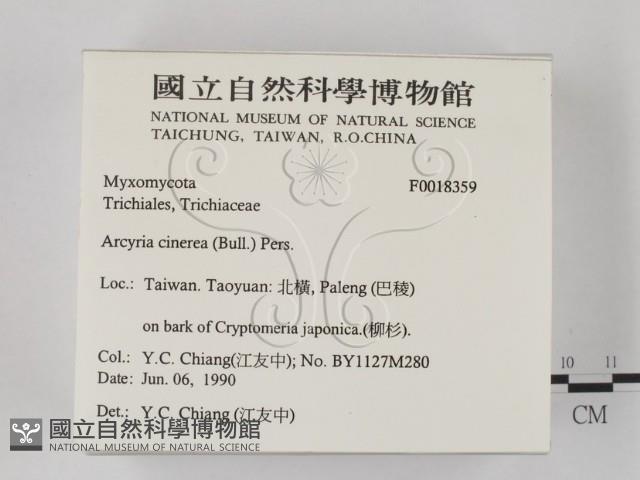 國立自然科學博物館
NATIONAL MUSEUM OF NATURAL SCIENCE
TAICHUNG, TAIWAN, R.O.CHINA
Myxomycota F0018359
Trichiales, Trichiaceae
Arcyria cinerea (Bull.) Pers.
Loc.: Taiwan. Taoyuan: 北橫, Paleng (巴稜)
on bark of Cryptomeria japonica.(柳杉).
Col.: Y.C. Chiang(江友中); No. BY1127M280
Date: Jun. 06, 1990
Det.: Y.C. Chiang (江友中)
10 11
CM
國立自然科學博物館
NATIONAL MUSEUM OF NATURAL SCIENCE